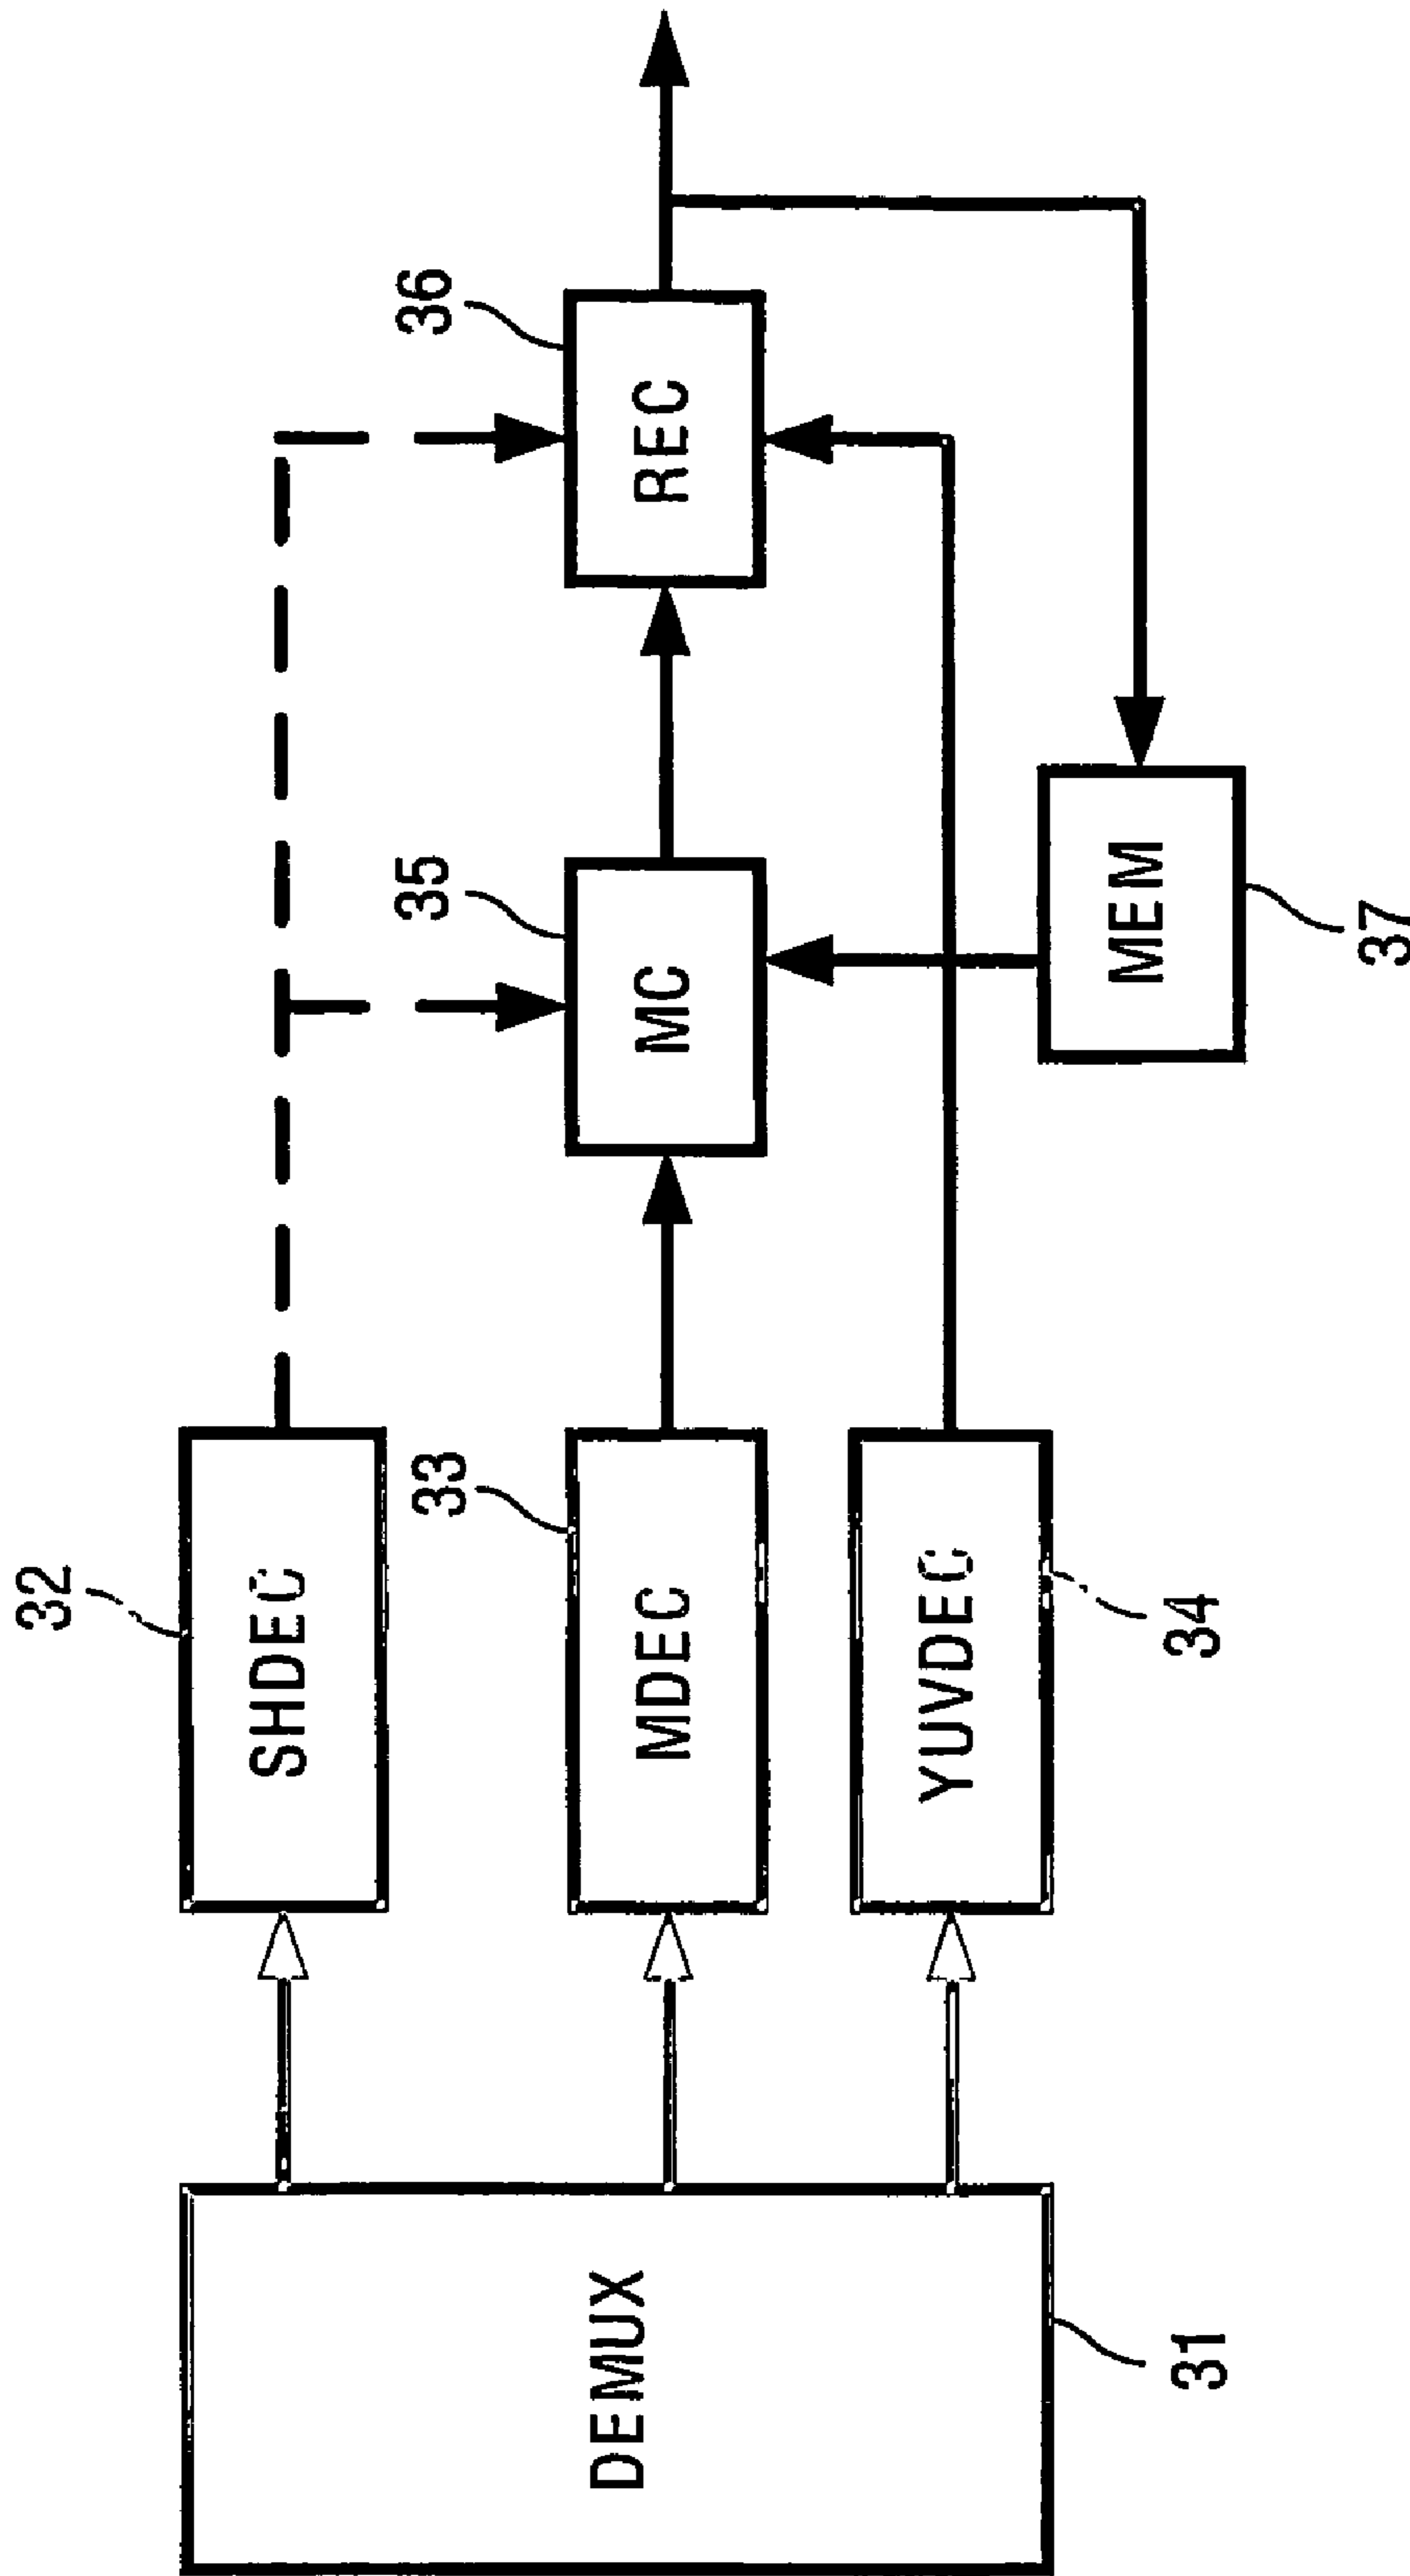 32
SHDEC
33
MDEC
YUVDEC
34
DEMUX
31
35
MC
36
REC
MEM
37